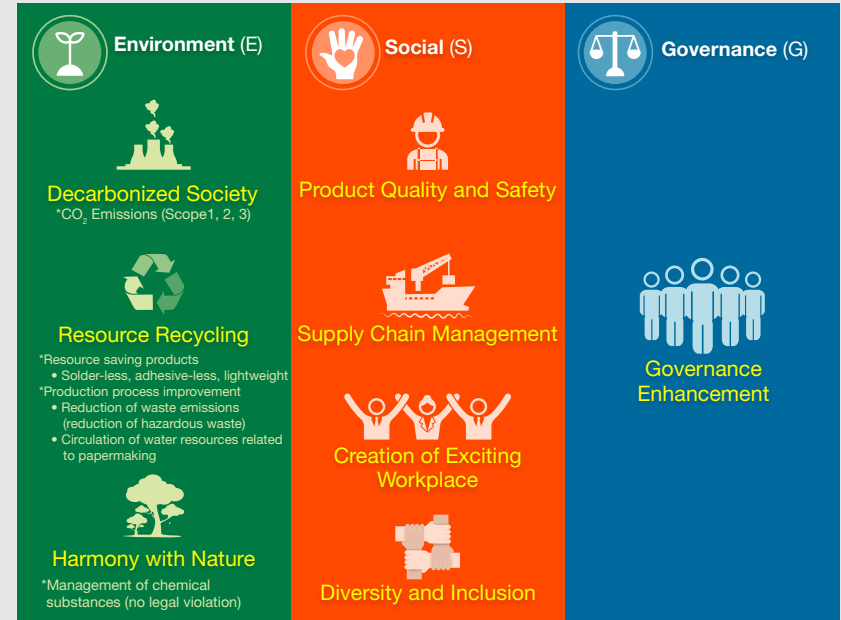 Environment (E)
Decarbonized Society
*CO₂ Emissions (Scope1, 2, 3)
Resource Recycling
*Resource saving products
• Solder-less, adhesive-less, lightweight
*Production process improvement
• Reduction of waste emissions
(reduction of hazardous waste)
• Circulation of water resources related
to papermaking
Harmony with Nature
*Management of chemical
substances (no legal violation)
Social (S)
Product Quality and Safety
Supply Chain Management
Creation of Exciting
Workplace
Diversity and Inclusion
Governance (G)
Governance
Enhancement